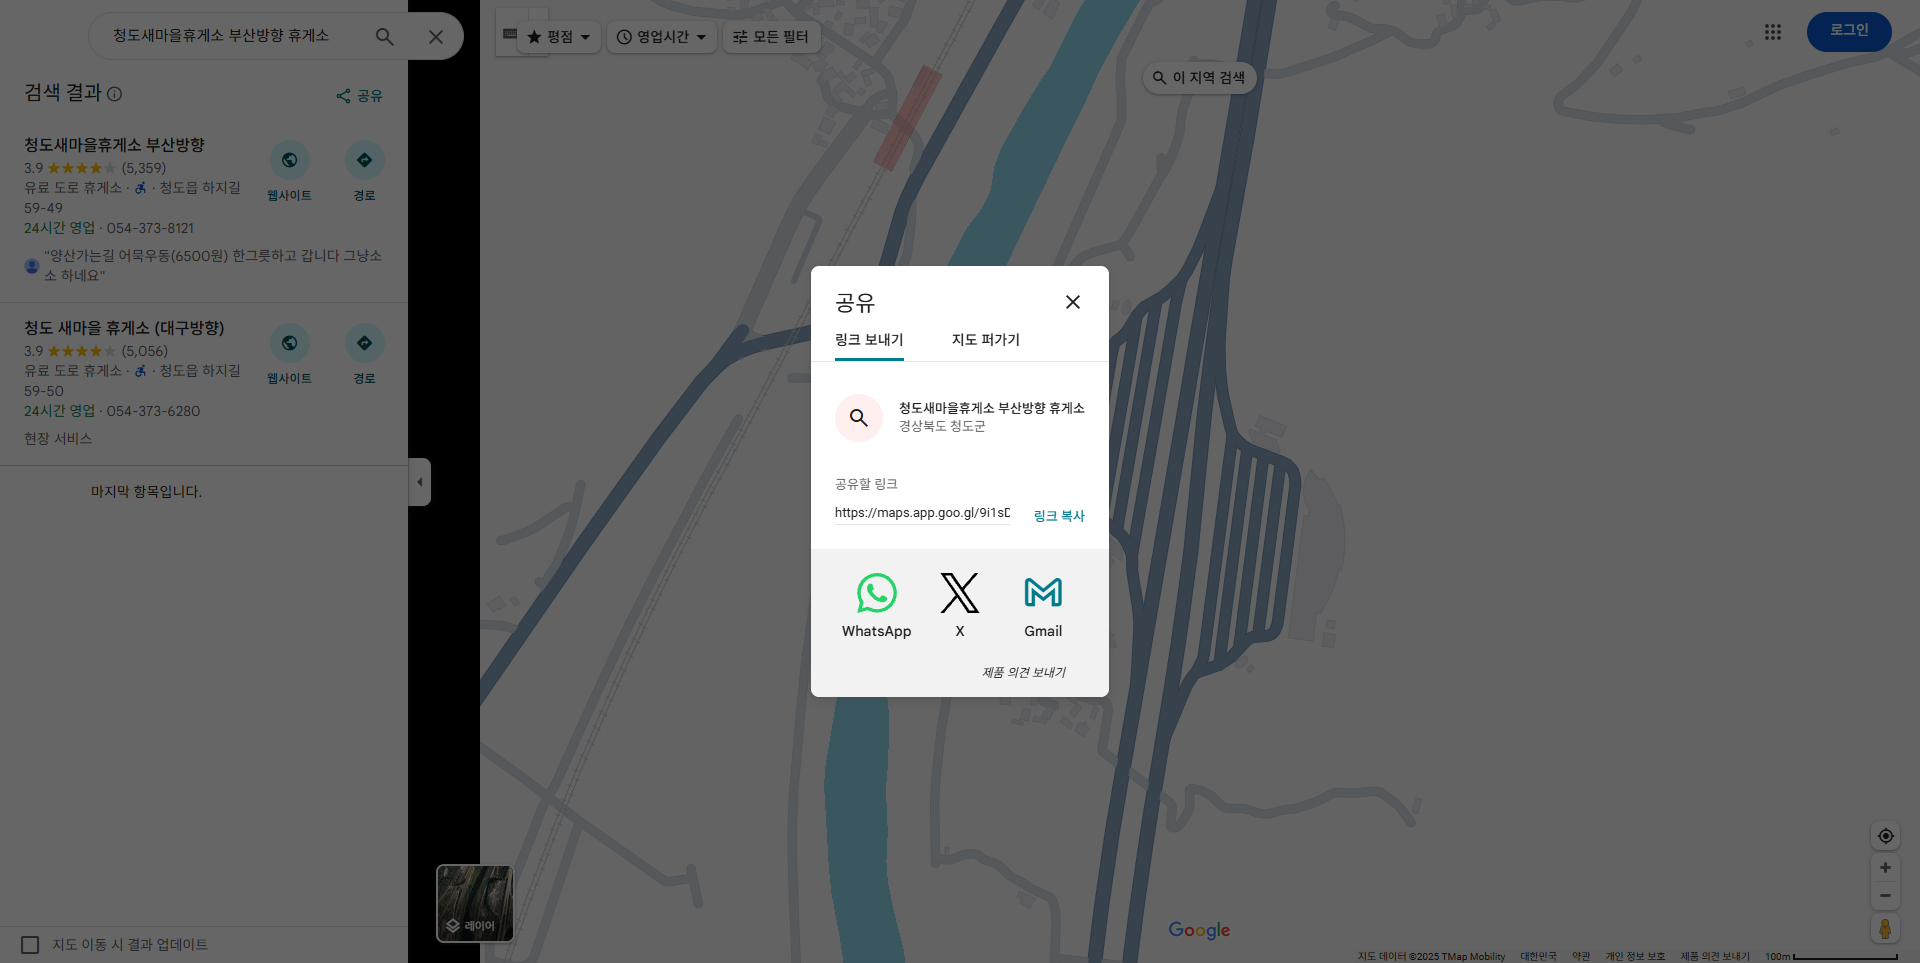 청도새마을휴게소 부산방향 휴게소
평점
영업시간
모든 필터
로그인
이 지역 검색
검색 결과
공유
청도새마을휴게소 부산방향
3.9 (5,359)
유료 도로 휴게소 · · 청도읍 하지길
59-49
24시간 영업 · 054-373-8121
웹사이트
경로
"양산가는길 어묵우동(6500원) 한그릇하고 갑니다 그냥소
소 하네요"
청도 새마을 휴게소 (대구방향)
3.9 (5,056)
유료 도로 휴게소 · · 청도읍 하지길
59-50
24시간 영업 · 054-373-6280
웹사이트
경로
현장 서비스
마지막 항목입니다.
지도 이동 시 결과 업데이트
레이어
공유
링크 보내기
지도 퍼가기
청도새마을휴게소 부산방향 휴게소
경상북도 청도군
공유할 링크
https://maps.app.goo.gl/9i1sD
링크 복사
WhatsApp
X
Gmail
제품 의견 보내기
Google
지도 데이터 ©2025 TMap Mobility
대한민국
약관
개인 정보 보호
제품 의견 보내기
100m